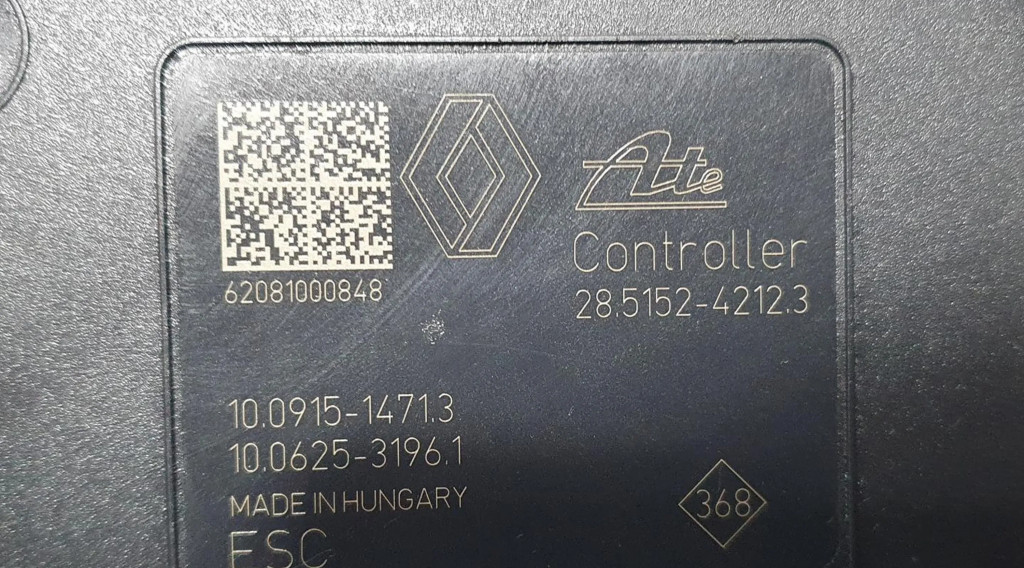 Ate
Controller
28.5152-4212.3
62081000848
10.0915-1471.3
10.0625-3196.1
MADE IN HUNGARY
368
ESC